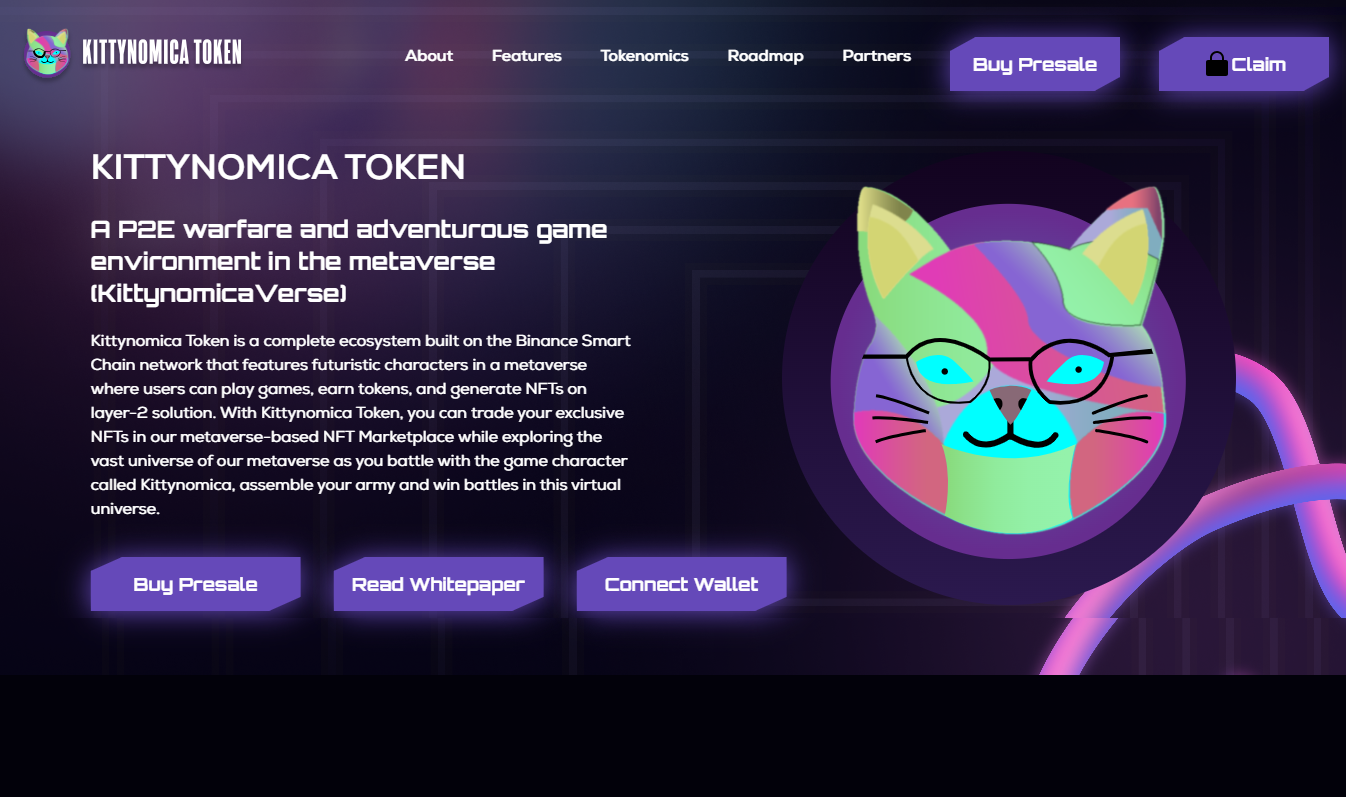 KITTYNOMICA TOKEN
About Features Tokenomics Roadmap Partners Buy Presale Claim
KITTYNOMICA TOKEN
A P2E warfare and adventurous game
environment in the metaverse
(KittynomicaVerse)
Kittynomica Token is a complete ecosystem built on the Binance Smart
Chain network that features futuristic characters in a metaverse
where users can play games, earn tokens, and generate NFTs on
layer-2 solution. With Kittynomica Token, you can trade your exclusive
NFTs in our metaverse-based NFT Marketplace while exploring the
vast universe of our metaverse as you battle with the game character
called Kittynomica, assemble your army and win battles in this virtual
universe.
Buy Presale Read Whitepaper Connect Wallet